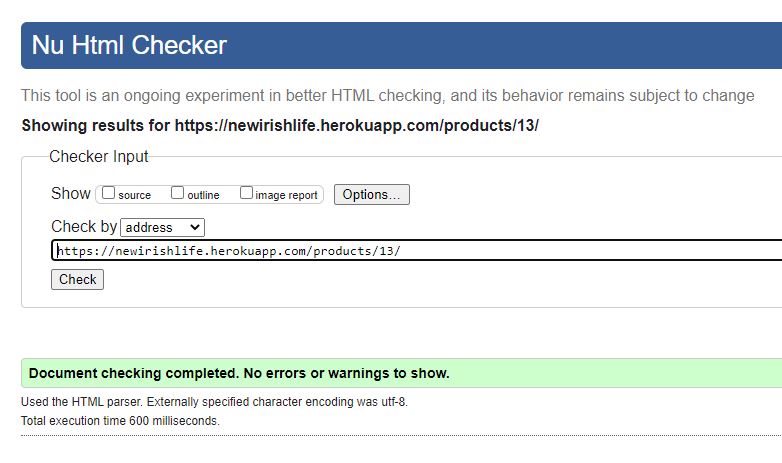 Nu Html Checker
This tool is an ongoing experiment in better HTML checking, and its behavior remains subject to change
Showing results for https://newirishlife.herokuapp.com/products/13/
Checker Input
Show source outline image report Options...
Check by address
https://newirishlife.herokuapp.com/products/13/
Check
Document checking completed. No errors or warnings to show.
Used the HTML parser. Externally specified character encoding was utf-8.
Total execution time 600 milliseconds.